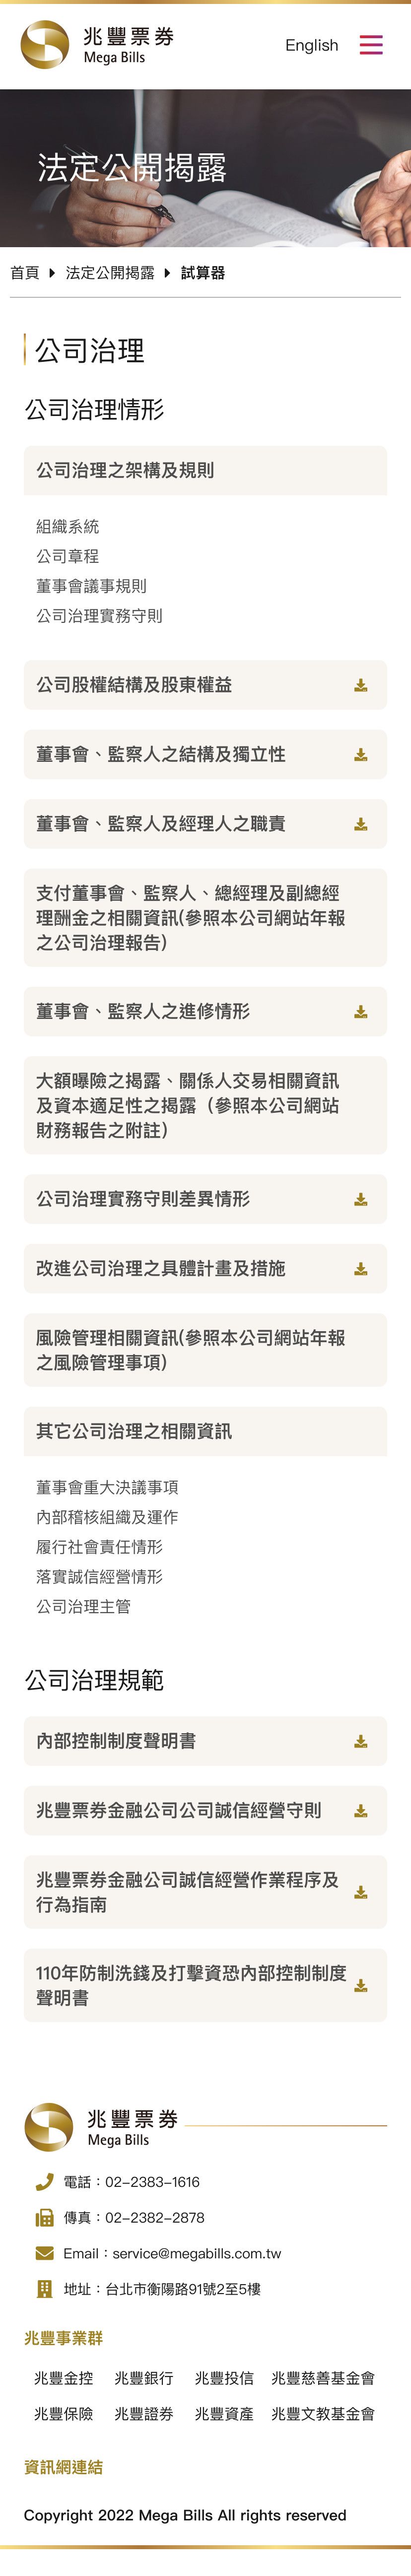 兆豐票券
Mega Bills
English
法定公開揭露
首頁 法定公開揭露 試算器
公司治理
公司治理情形
公司治理之架構及規則
組織系統
公司章程
董事會議事規則
公司治理實務守則
公司股權結構及股東權益
董事會、監察人之結構及獨立性
董事會、監察人及經理人之職責
支付董事會、監察人、總經理及副總經
理酬金之相關資訊(參照本公司網站年報
之公司治理報告)
董事會、監察人之進修情形
大額曝險之揭露、關係人交易相關資訊
及資本適足性之揭露（參照本公司網站
財務報告之附註）
公司治理實務守則差異情形
改進公司治理之具體計畫及措施
風險管理相關資訊(參照本公司網站年報
之風險管理事項)
其它公司治理之相關資訊
董事會重大決議事項
內部稽核組織及運作
履行社會責任情形
落實誠信經營情形
公司治理主管
公司治理規範
內部控制制度聲明書
兆豐票券金融公司公司誠信經營守則
兆豐票券金融公司誠信經營作業程序及
行為指南
110年防制洗錢及打擊資恐內部控制制度
聲明書
兆豐票券
Mega Bills
電話：02-2383-1616
傳真：02-2382-2878
Email：service@megabills.com.tw
地址：台北市衡陽路91號2至5樓
兆豐事業群
兆豐金控 兆豐銀行 兆豐投信 兆豐慈善基金會
兆豐保險 兆豐證券 兆豐資產 兆豐文教基金會
資訊網連結
Copyright 2022 Mega Bills All rights reserved